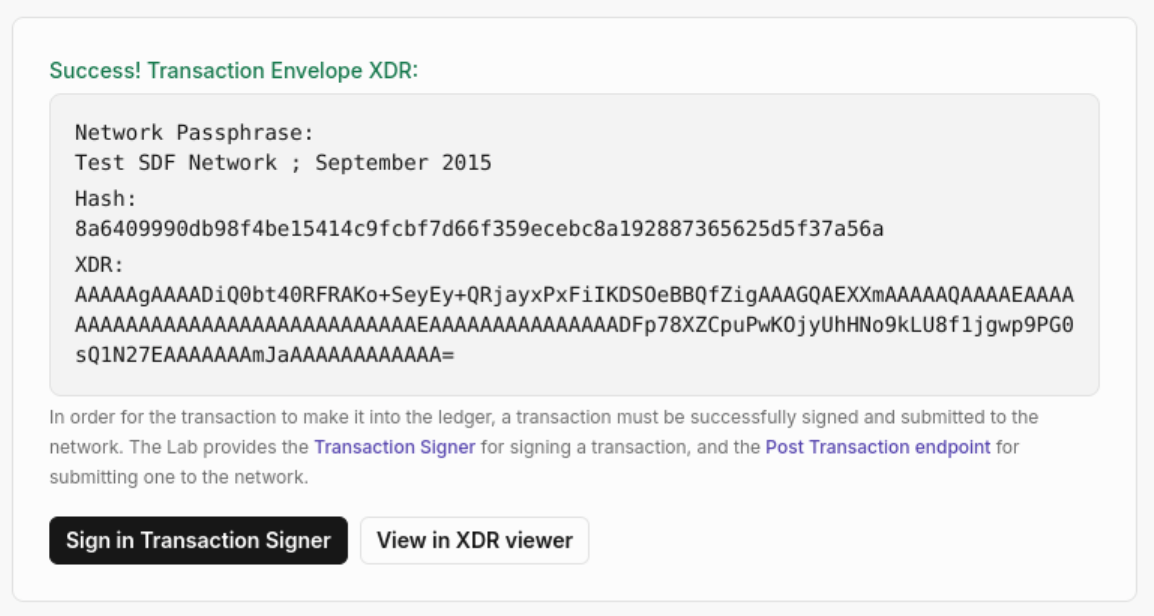 Success! Transaction Envelope XDR:
Network Passphrase:
Test SDF Network ; September 2015
Hash:
8a6409990db98f4be15414c9fcbf7d66f359ecebc8a192887365625d5f37a56a
XDR:
AAAAAgAAAADiQ0bt40RFRAKo+SeyEy+QRjayxPxFiIKDSOeBBQfZigAAAGQAEXXmAAAAAQAAAAEAAAA
AAAAAAAAAAAAAAAAAAAAAAAAAAAEAAAAAAAAAAAAAAADFp78XZCpuPwKOjyUhHNo9kLU8f1jgwp9PG0
sQ1N27EAAAAAAAmJaAAAAAAAAAAAA=
In order for the transaction to make it into the ledger, a transaction must be successfully signed and submitted to the
network. The Lab provides the Transaction Signer for signing a transaction, and the Post Transaction endpoint for
submitting one to the network.
Sign in Transaction Signer View in XDR viewer